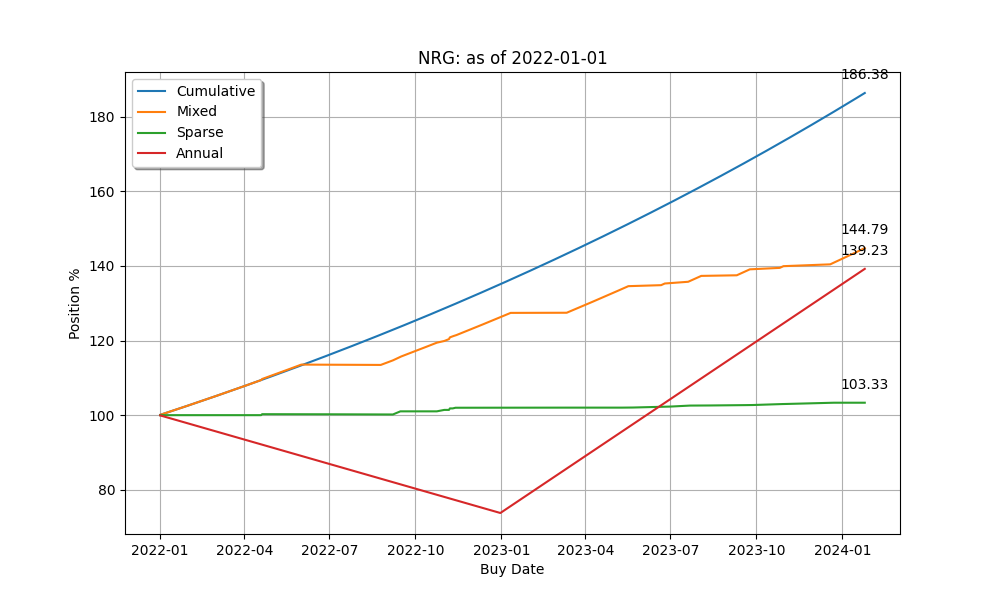 NRG: as of 2022-01-01
186.38
Cumulative
Mixed
Sparse
Annual
180
160
144.79
139.23
140
120
103.33
100
80
Position %
2022-01 2022-04 2022-07 2022-10 2023-01 2023-04 2023-07 2023-10 2024-01
Buy Date